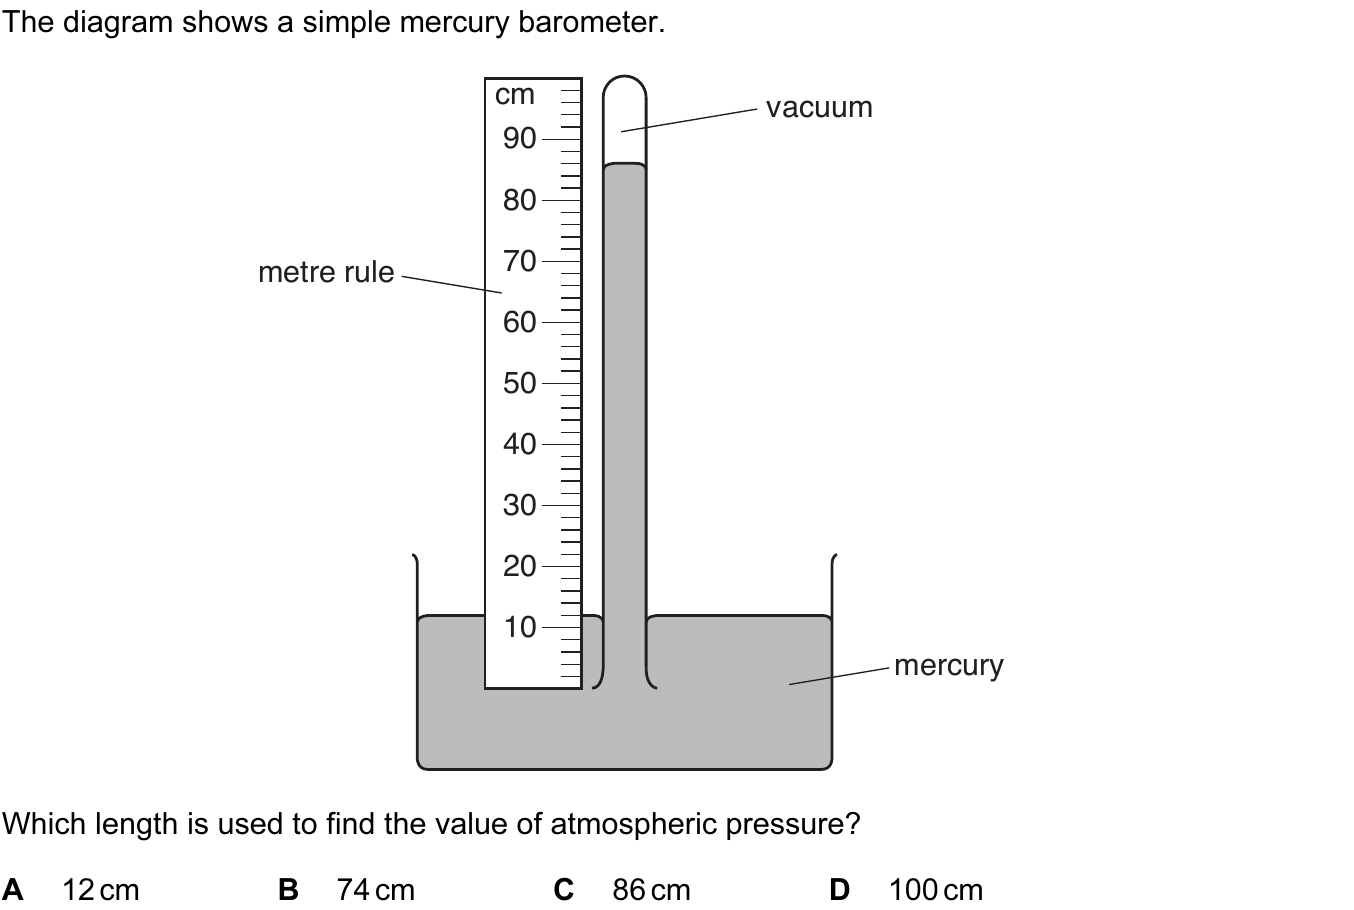 The diagram shows a simple mercury barometer.
cm
vacuum
90
80
70
metre rule
60
50
40
30
20
10
mercury
Which length is used to find the value of atmospheric pressure?
A 12 cm B 74 cm C 86 cm D 100 cm